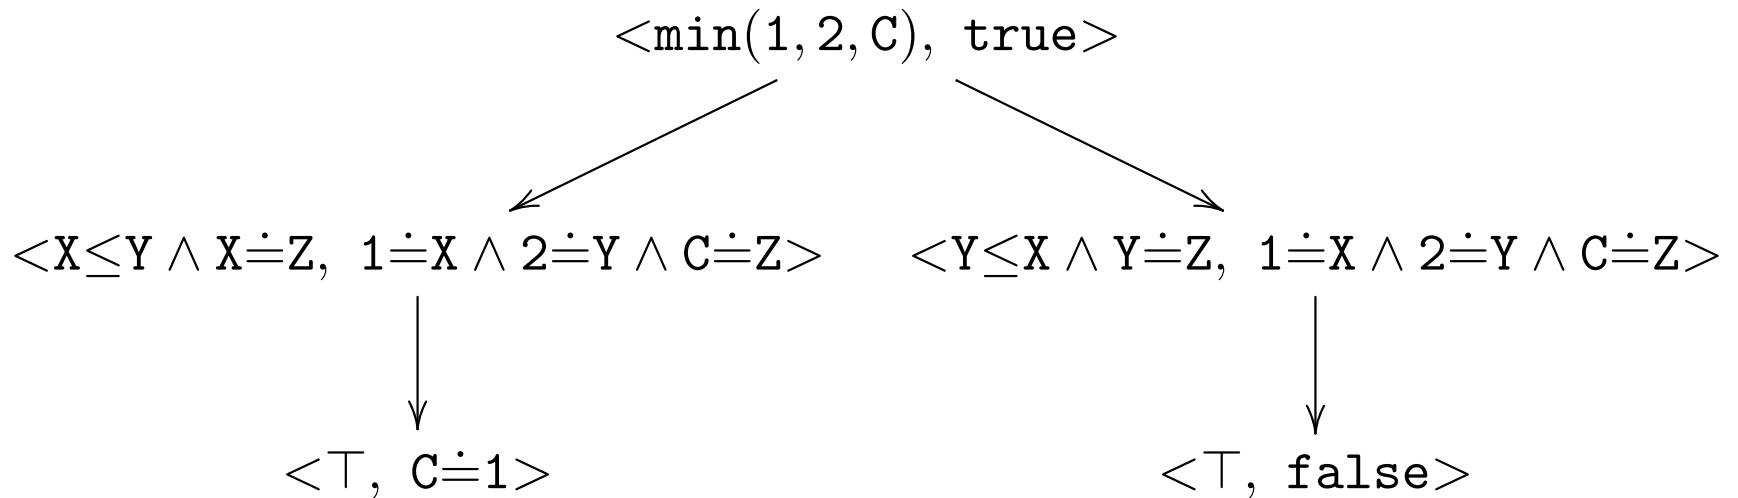 <min(1, 2, C), true>
<X≤Y ∧ X≐Z, 1≐X ∧ 2≐Y ∧ C≐Z>
<Y≤X ∧ Y≐Z, 1≐X ∧ 2≐Y ∧ C≐Z>
<⊤, C≐1>
<⊤, false>